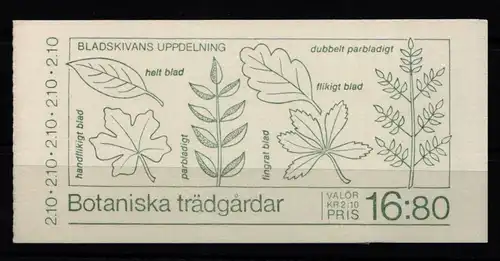 2.10 · 2.10 · 2.10 · 2.10 · 2.10
BLADSKIVANS UPPDELNING
dubbelt parbladigt
helt blad
flikigt blad
handflikigt blad
parbladigt
fingrat blad
Botaniska trädgårdar
VALÖR
KR 2:10
PRIS
16:80